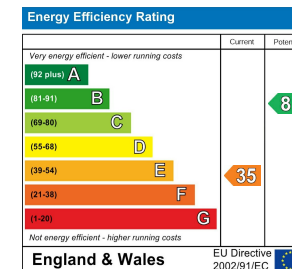 Energy Efficiency Rating
Current
Very energy efficient - lower running costs
(92 plus) A
(81-91) B
8
(69-80) C
(55-68) D
(39-54) E
35
(21-38) F
(1-20) G
Not energy efficient - higher running costs
England & Wales
EU Directive
2002/91/EC